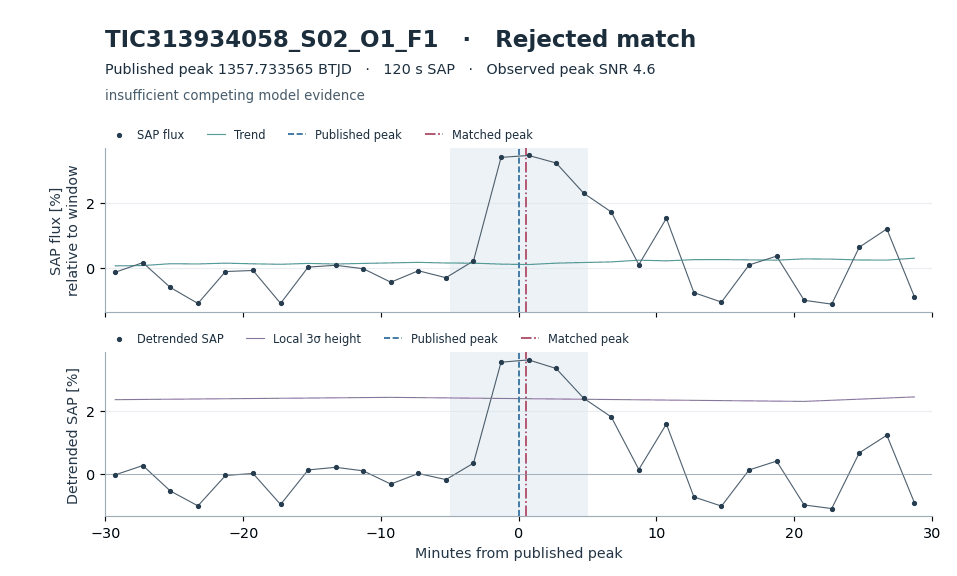 TIC313934058_S02_O1_F1 · Rejected match
Published peak 1357.733565 BTJD · 120 s SAP · Observed peak SNR 4.6
insufficient competing model evidence
SAP flux Trend Published peak Matched peak
SAP flux [%]
relative to window
2
0
Detrended SAP Local 3σ height Published peak Matched peak
Detrended SAP [%]
2
0
−30 −20 −10 0 10 20 30
Minutes from published peak